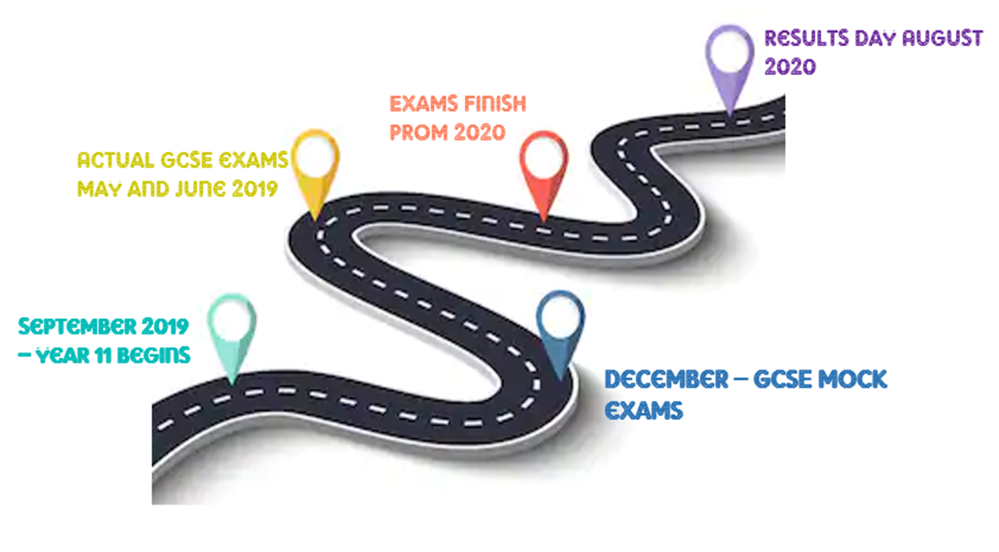 RESULTS DAY AUGUST
2020
EXAMS FINISH
PROM 2020
ACTUAL GCSE EXAMS
MAY AND JUNE 2019
SEPTEMBER 2019
– YEAR 11 BEGINS
DECEMBER – GCSE MOCK
EXAMS